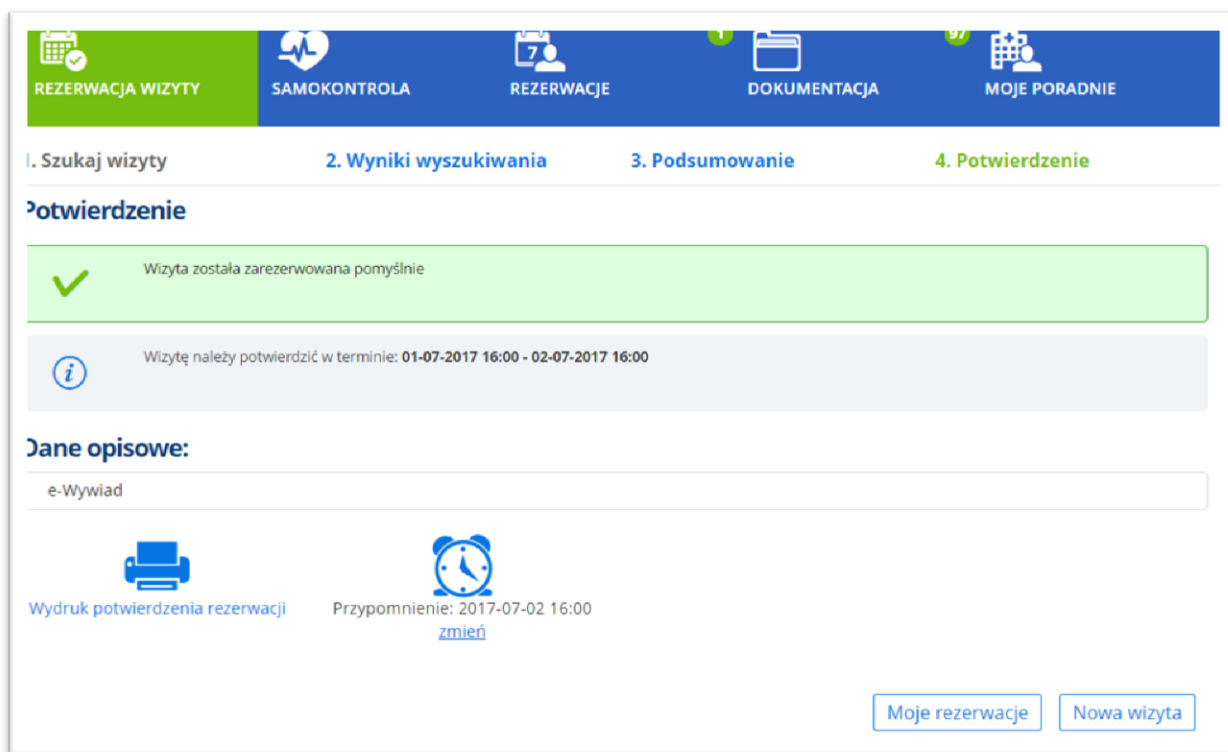 1
97
REZERWACJA WIZYTY
SAMOKONTROLA
7
REZERWACJE
DOKUMENTACJA
MOJE PORADNIE
1. Szukaj wizyty
2. Wyniki wyszukiwania
3. Podsumowanie
4. Potwierdzenie
Potwierdzenie
Wizyta została zarezerwowana pomyślnie
i
Wizytę należy potwierdzić w terminie: 01-07-2017 16:00 - 02-07-2017 16:00
Dane opisowe:
e-Wywiad
Wydruk potwierdzenia rezerwacji
Przypomnienie: 2017-07-02 16:00
zmień
Moje rezerwacje
Nowa wizyta